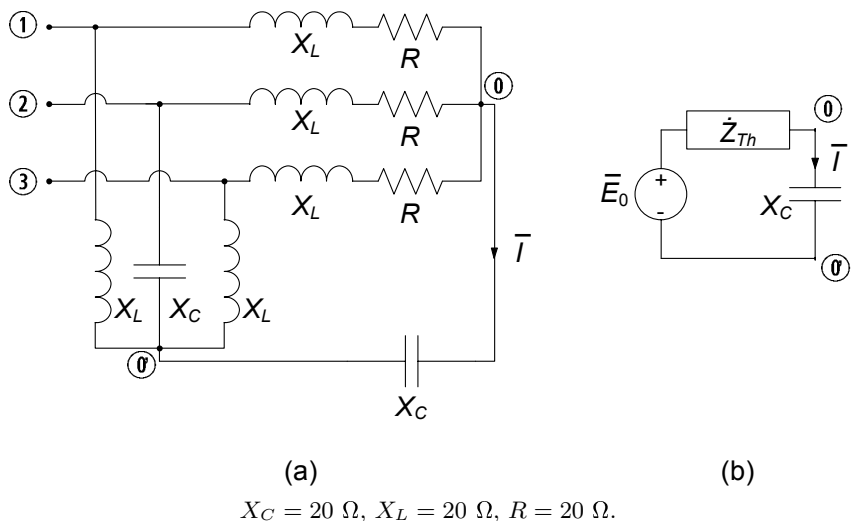 1
X_L
R
0
2
X_L
R
0
Ż_Th
3
X_L
R
I̅
E̅_0
+
-
X_C
I̅
X_L
X_C
X_L
0'
0'
X_C
(a)
(b)
X_C = 20 Ω, X_L = 20 Ω, R = 20 Ω.